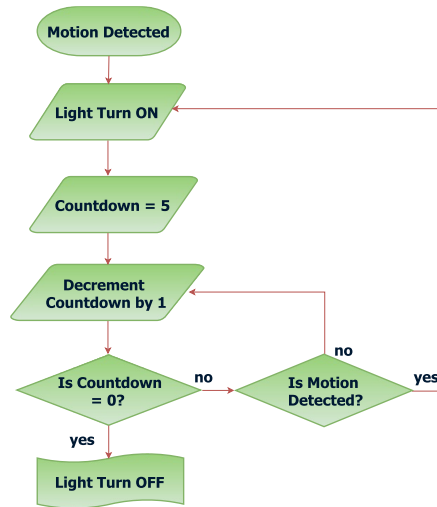 Motion Detected
Light Turn ON
Countdown = 5
Decrement
Countdown by 1
Is Countdown
= 0?
no
Is Motion
Detected?
no
yes
yes
Light Turn OFF